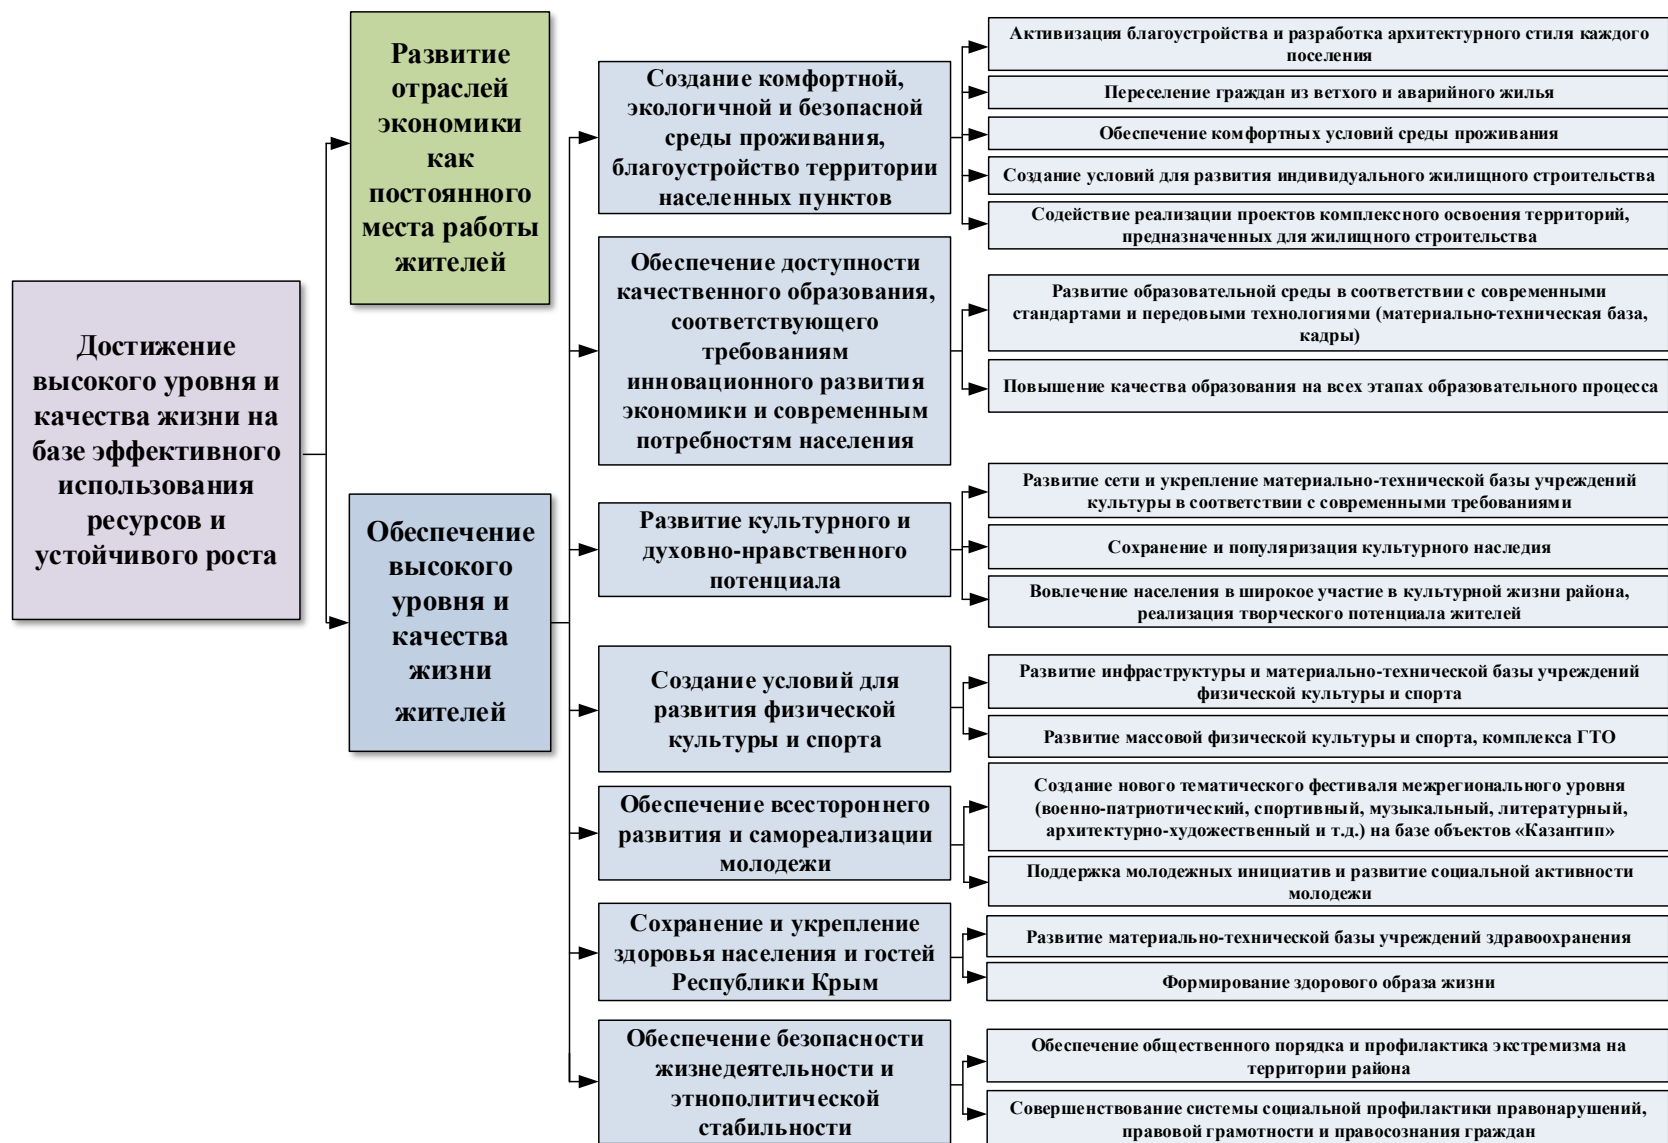 Достижение
высокого уровня и
качества жизни на
базе эффективного
использования
ресурсов и
устойчивого роста
Развитие
отраслей
экономики
как
постоянного
места работы
жителей
Обеспечение
высокого
уровня и
качества
жизни
жителей
Создание комфортной,
экологичной и безопасной
среды проживания,
благоустройство территории
населенных пунктов
Активизация благоустройства и разработка архитектурного стиля каждого
поселения
Переселение граждан из ветхого и аварийного жилья
Обеспечение комфортных условий среды проживания
Создание условий для развития индивидуального жилищного строительства
Содействие реализации проектов комплексного освоения территорий,
предназначенных для жилищного строительства
Обеспечение доступности
качественного образования,
соответствующего
требованиям
инновационного развития
экономики и современным
потребностям населения
Развитие образовательной среды в соответствии с современными
стандартами и передовыми технологиями (материально-техническая база,
кадры)
Повышение качества образования на всех этапах образовательного процесса
Развитие культурного и
духовно-нравственного
потенциала
Развитие сети и укрепление материально-технической базы учреждений
культуры в соответствии с современными требованиями
Сохранение и популяризация культурного наследия
Вовлечение населения в широкое участие в культурной жизни района,
реализация творческого потенциала жителей
Создание условий для
развития физической
культуры и спорта
Развитие инфраструктуры и материально-технической базы учреждений
физической культуры и спорта
Развитие массовой физической культуры и спорта, комплекса ГТО
Обеспечение всестороннего
развития и самореализации
молодежи
Создание нового тематического фестиваля межрегионального уровня
(военно-патриотический, спортивный, музыкальный, литературный,
архитектурно-художественный и т.д.) на базе объектов «Казантип»
Поддержка молодежных инициатив и развитие социальной активности
молодежи
Сохранение и укрепление
здоровья населения и гостей
Республики Крым
Развитие материально-технической базы учреждений здравоохранения
Формирование здорового образа жизни
Обеспечение безопасности
жизнедеятельности и
этнополитической
стабильности
Обеспечение общественного порядка и профилактика экстремизма на
территории района
Совершенствование системы социальной профилактики правонарушений,
правовой грамотности и правосознания граждан